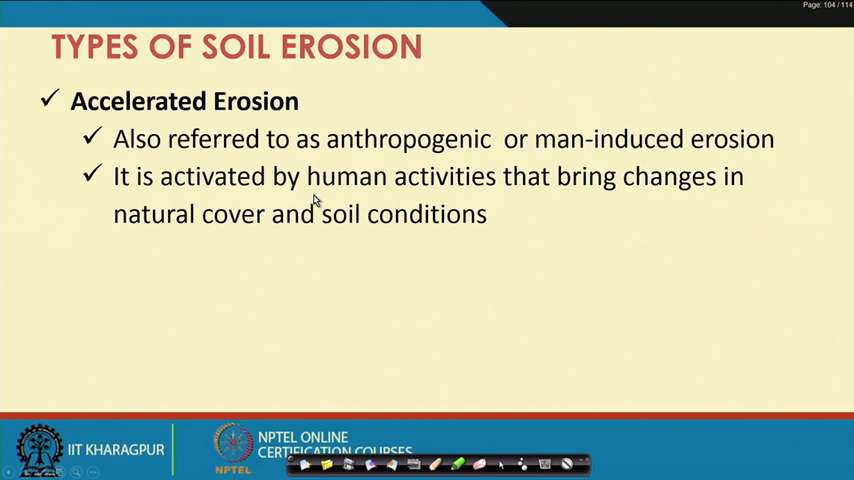 Page: 104 / 114
TYPES OF SOIL EROSION
✓ Accelerated Erosion
✓ Also referred to as anthropogenic or man-induced erosion
✓ It is activated by human activities that bring changes in
natural cover and soil conditions
IIT KHARAGPUR
NPTEL
NPTEL ONLINE
CERTIFICATION COURSES